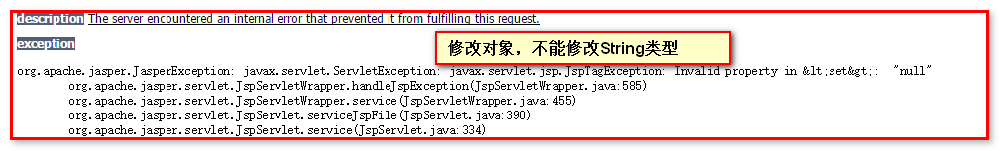 description The server encountered an internal error that prevented it from fulfilling this request.
exception
修改对象，不能修改String类型
org.apache.jasper.JasperException: javax.servlet.ServletException: javax.servlet.jsp.JspTagException: Invalid property in &lt;set&gt;:  "null"
org.apache.jasper.servlet.JspServletWrapper.handleJspException(JspServletWrapper.java:585)
org.apache.jasper.servlet.JspServletWrapper.service(JspServletWrapper.java:455)
org.apache.jasper.servlet.JspServlet.serviceJspFile(JspServlet.java:390)
org.apache.jasper.servlet.JspServlet.service(JspServlet.java:334)